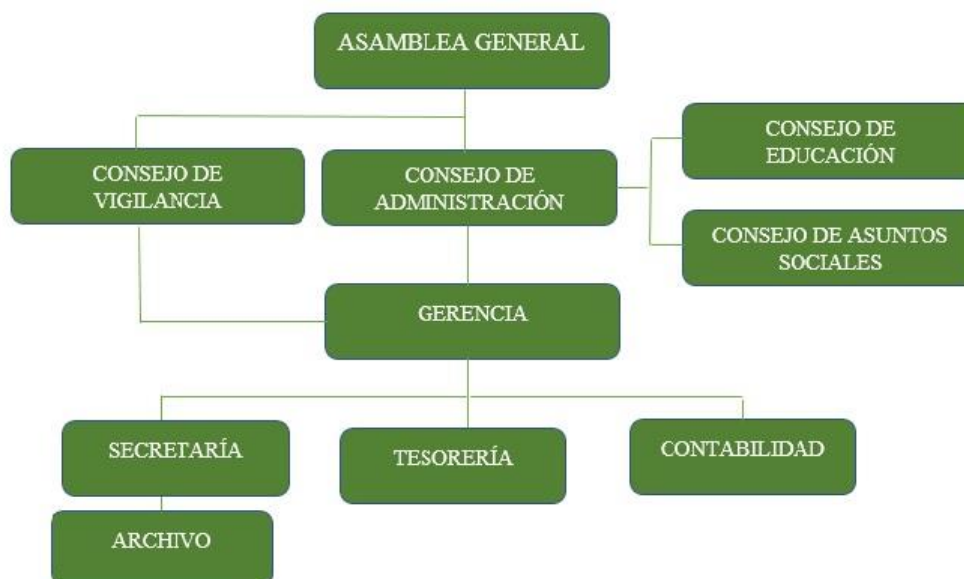 ASAMBLEA GENERAL
CONSEJO DE
VIGILANCIA
CONSEJO DE
ADMINISTRACIÓN
CONSEJO DE
EDUCACIÓN
CONSEJO DE ASUNTOS
SOCIALES
GERENCIA
SECRETARÍA
TESORERÍA
CONTABILIDAD
ARCHIVO